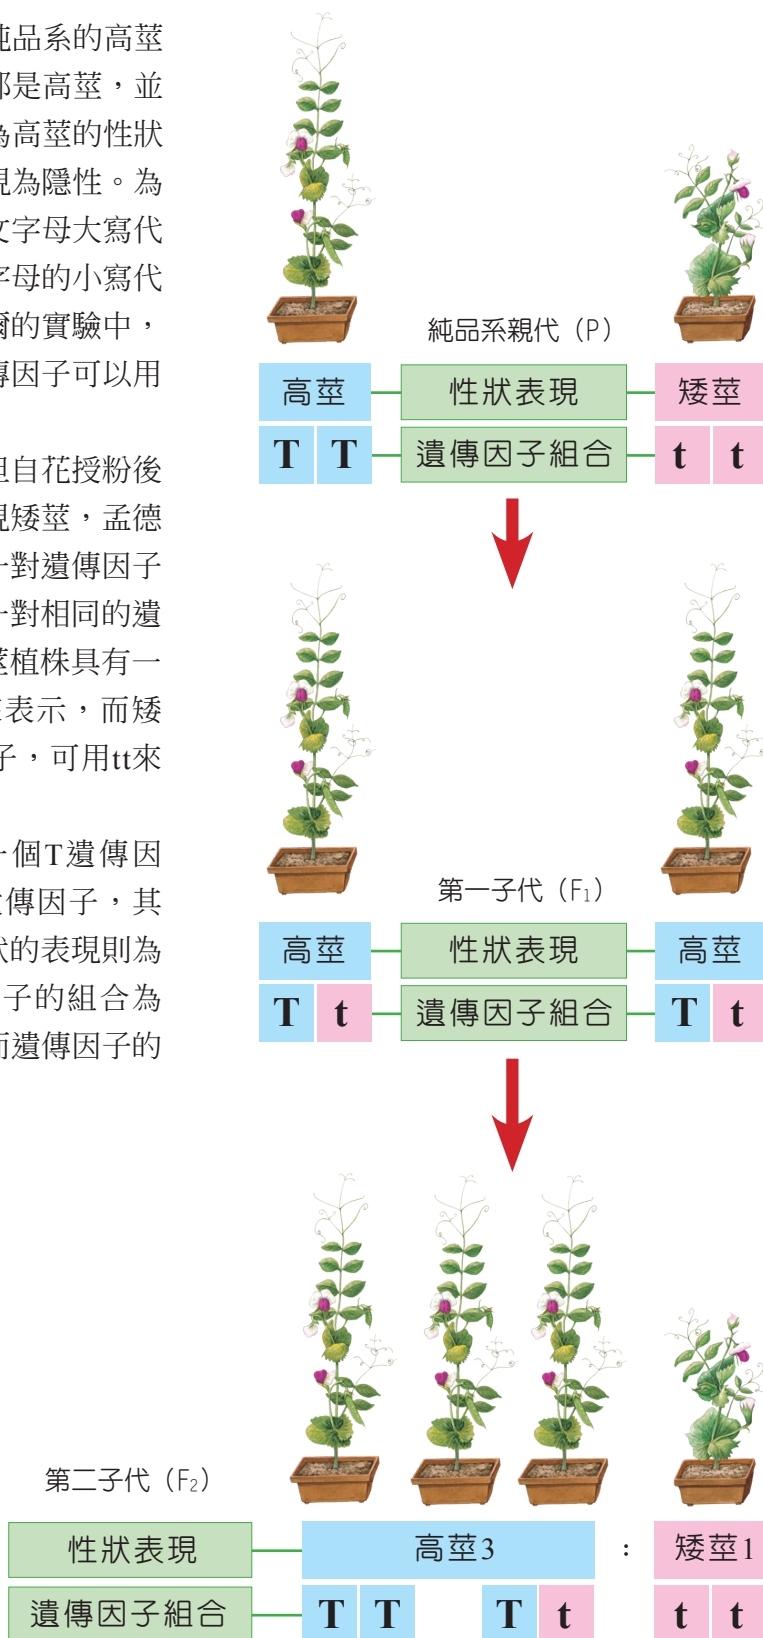 純品系的高莖
都是高莖，並
為高莖的性狀
現為隱性。為
文字母大寫代
字母的小寫代
爾的實驗中，
傳因子可以用
但自花授粉後
現矮莖，孟德
一對遺傳因子
一對相同的遺
莖植株具有一
表示，而矮
子，可用tt來
一個T遺傳因
傳因子，其
狀的表現則為
子的組合為
而遺傳因子的
純品系親代（P）
高莖 性狀表現 矮莖
T T 遺傳因子組合 t t
第一子代（F₁）
高莖 性狀表現 高莖
T t 遺傳因子組合 T t
第二子代（F₂）
性狀表現 高莖3 : 矮莖1
遺傳因子組合 T T T t t t